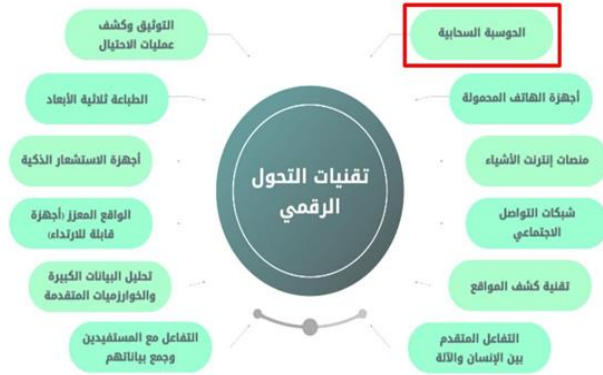 الحوسبة السحابية
التوثيق وكشف
عمليات الاحتيال
أجهزة الهاتف المحمولة
الطباعة ثلاثية الأبعاد
تقنيات التحول
الرقمي
منصات إنترنت الأشياء
أجهزة الاستشعار الذكية
شبكات التواصل
الاجتماعي
الواقع المعزز (أجهزة
قابلة للارتداء)
تقنية كشف المواقع
تحليل البيانات الكبيرة
والخوارزميات المتقدمة
التفاعل المتقدم
بين الإنسان والآلة
التفاعل مع المستفيدين
وجمع بياناتهم